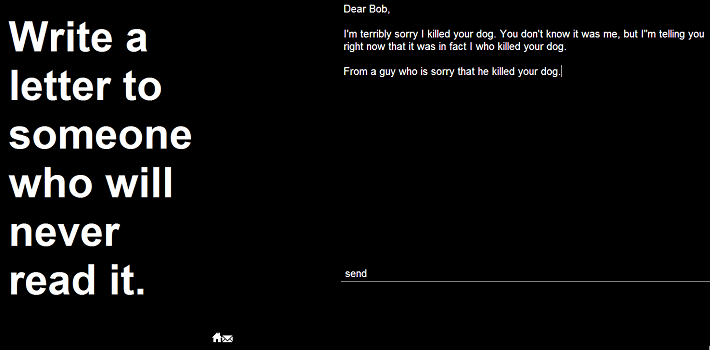 Write a
letter to
someone
who will
never
read it.
Dear Bob,
I'm terribly sorry I killed your dog. You don't know it was me, but I"m telling you
right now that it was in fact I who killed your dog.
From a guy who is sorry that he killed your dog.
send